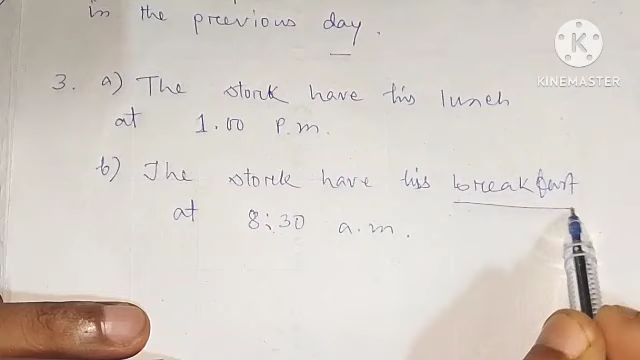 in the previous day.
K
KINEMASTER
3. a) The stork have his lunch
at 1.00 P.m.
b) The stork have his breakfast
at 8:30 a.m.